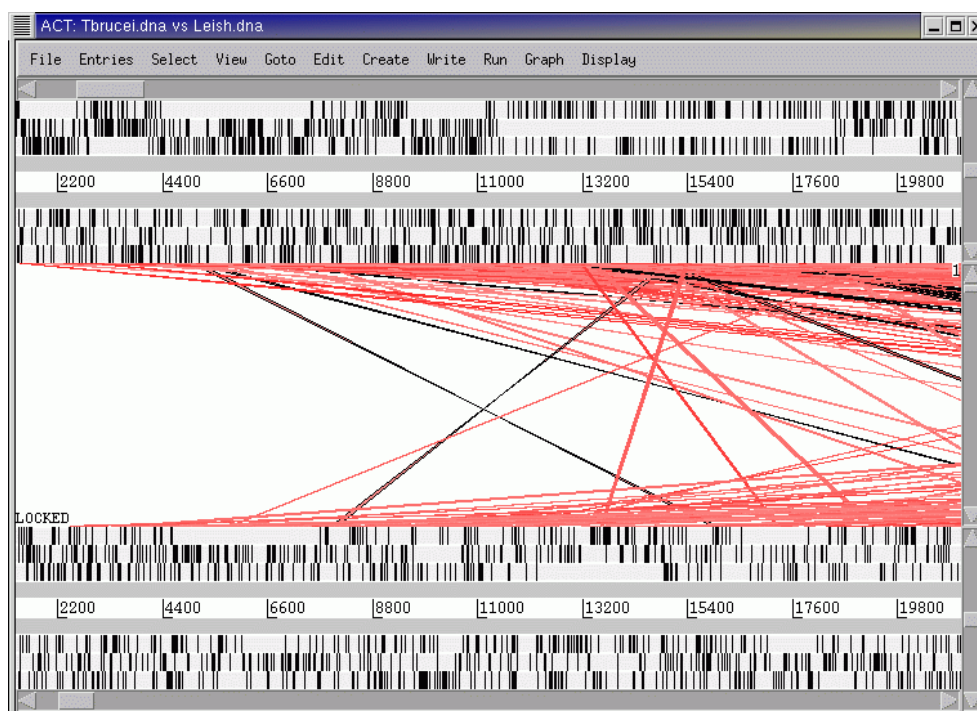 ACT: Tbrucei.dna vs Leish.dna
File Entries Select View Goto Edit Create Write Run Graph Display
2200 4400 6600 8800 11000 13200 15400 17600 19800
1
LOCKED
2200 4400 6600 8800 11000 13200 15400 17600 19800